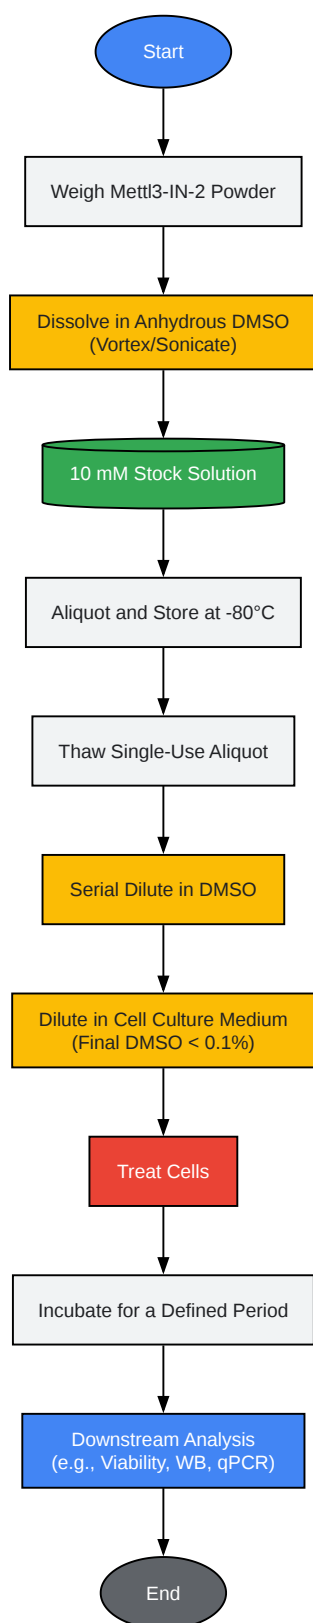 Start
Weigh Mettl3-IN-2 Powder
Dissolve in Anhydrous DMSO
(Vortex/Sonicate)
10 mM Stock Solution
Aliquot and Store at -80°C
Thaw Single-Use Aliquot
Serial Dilute in DMSO
Dilute in Cell Culture Medium
(Final DMSO < 0.1%)
Treat Cells
Incubate for a Defined Period
Downstream Analysis
(e.g., Viability, WB, qPCR)
End